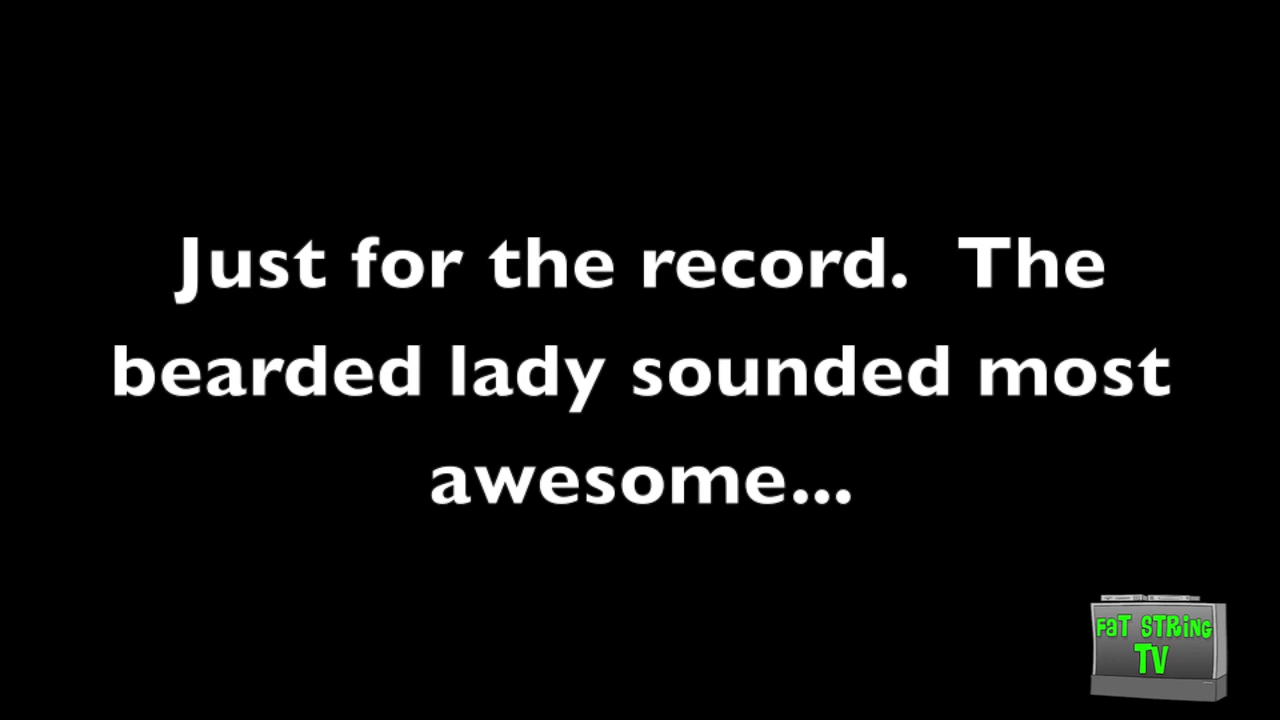 Just for the record.  The
bearded lady sounded most
awesome...
FaT STRiNG
TV